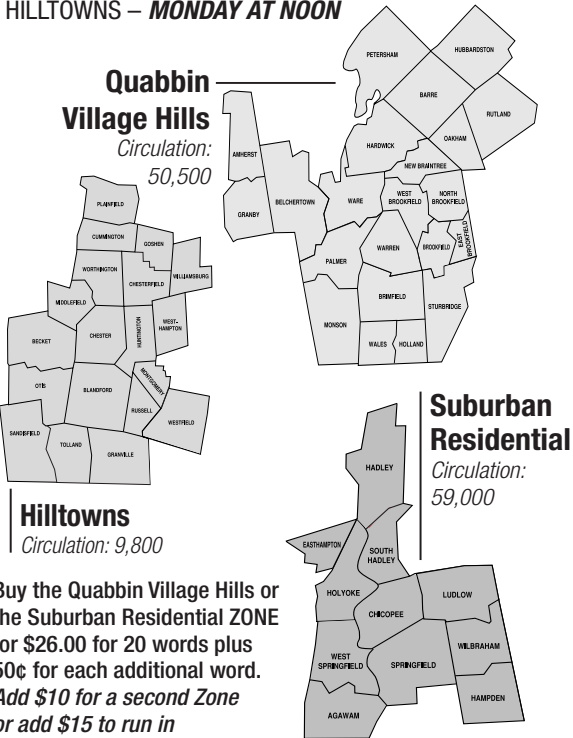 HILLTOWNS – MONDAY AT NOON
Quabbin
Village Hills
Circulation:
50,500
PETERSHAM
HUBBARDSTON
BARRE
RUTLAND
HARDWICK
OAKHAM
NEW BRAINTREE
AMHERST
BELCHERTOWN
GRANBY
WARE
WEST
BROOKFIELD
NORTH
BROOKFIELD
WARREN
BROOKFIELD
EAST
BROOKFIELD
PALMER
BRIMFIELD
STURBRIDGE
MONSON
WALES
HOLLAND
PLAINFIELD
CUMMINGTON
GOSHEN
WORTHINGTON
CHESTERFIELD
WILLIAMSBURG
MIDDLEFIELD
WEST-
HAMPTON
HUNTINGTON
CHESTER
BECKET
MONTGOMERY
OTIS
BLANDFORD
RUSSELL
WESTFIELD
SANDISFIELD
TOLLAND
GRANVILLE
Hilltowns
Circulation: 9,800
Suburban
Residential
Circulation:
59,000
HADLEY
EASTHAMPTON
SOUTH
HADLEY
HOLYOKE
CHICOPEE
LUDLOW
WEST
SPRINGFIELD
SPRINGFIELD
WILBRAHAM
HAMPDEN
AGAWAM
Buy the Quabbin Village Hills or
the Suburban Residential ZONE
for $26.00 for 20 words plus
50¢ for each additional word.
Add $10 for a second Zone
or add $15 to run in